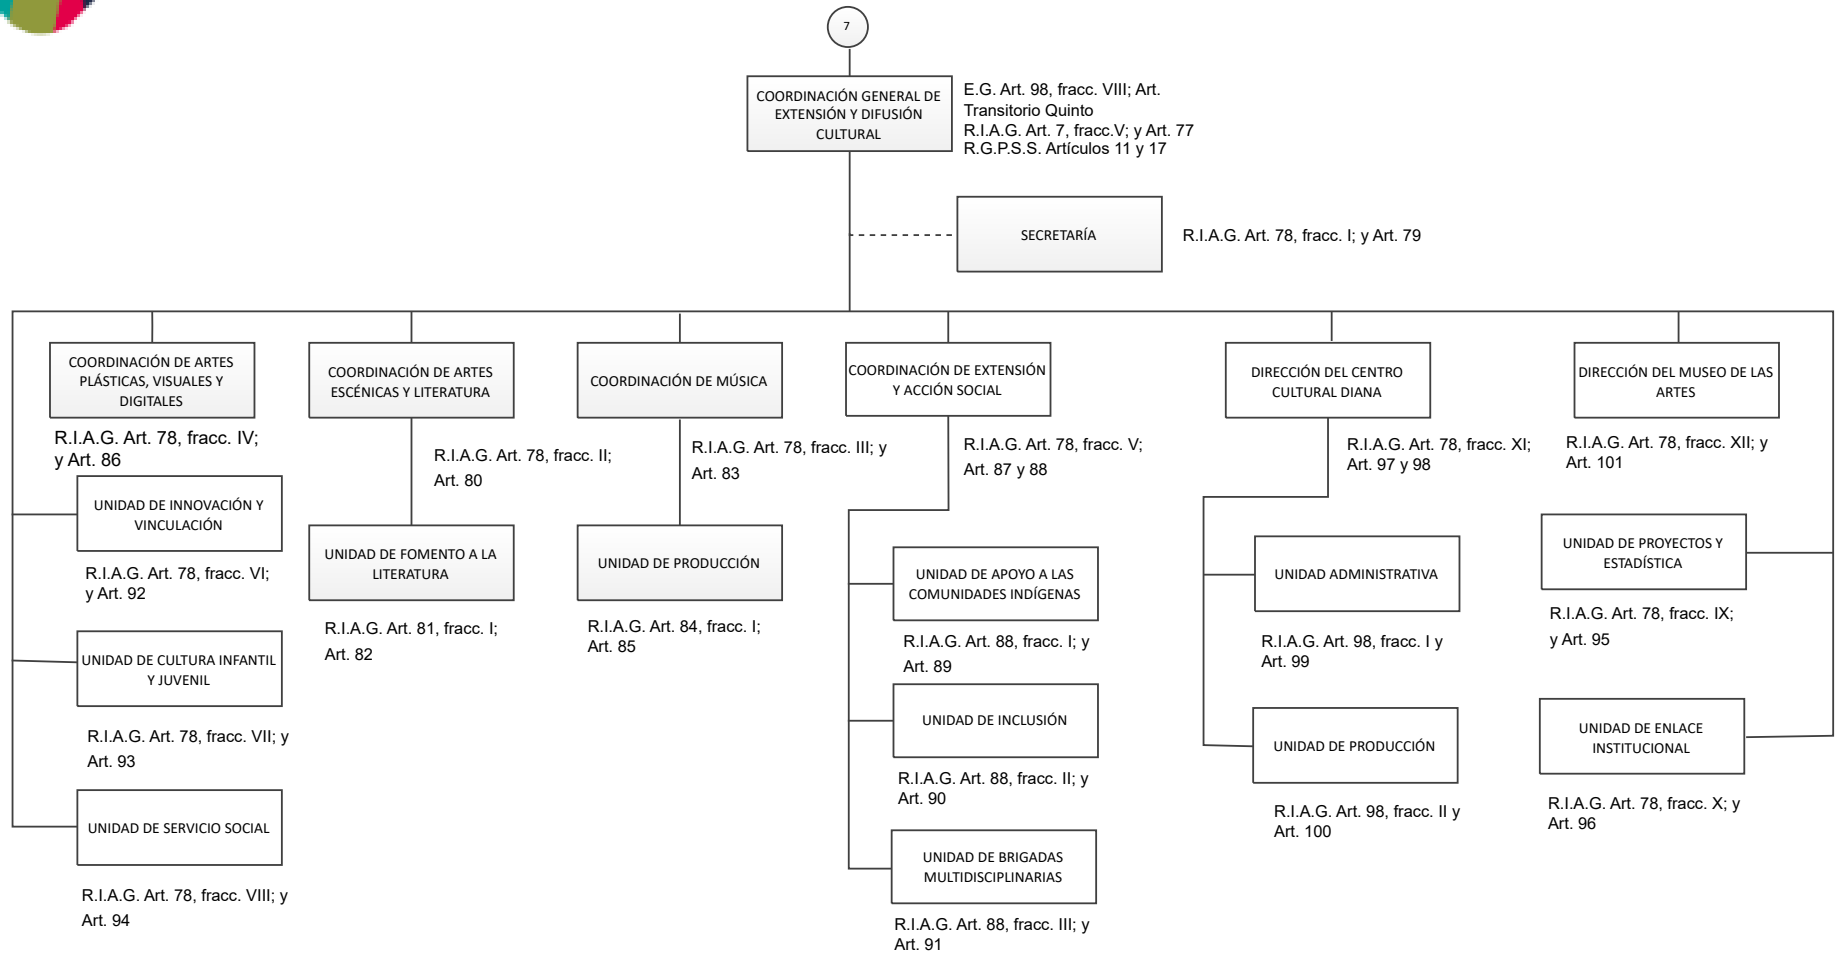 7
COORDINACIÓN GENERAL DE
EXTENSIÓN Y DIFUSIÓN
CULTURAL
E.G. Art. 98, fracc. VIII; Art.
Transitorio Quinto
R.I.A.G. Art. 7, fracc.V; y Art. 77
R.G.P.S.S. Artículos 11 y 17
SECRETARÍA
R.I.A.G. Art. 78, fracc. I; y Art. 79
COORDINACIÓN DE ARTES
PLÁSTICAS, VISUALES Y
DIGITALES
R.I.A.G. Art. 78, fracc. IV;
y Art. 86
UNIDAD DE INNOVACIÓN Y
VINCULACIÓN
R.I.A.G. Art. 78, fracc. VI;
y Art. 92
UNIDAD DE CULTURA INFANTIL
Y JUVENIL
R.I.A.G. Art. 78, fracc. VII; y
Art. 93
UNIDAD DE SERVICIO SOCIAL
R.I.A.G. Art. 78, fracc. VIII; y
Art. 94
COORDINACIÓN DE ARTES
ESCÉNICAS Y LITERATURA
R.I.A.G. Art. 78, fracc. II;
Art. 80
UNIDAD DE FOMENTO A LA
LITERATURA
R.I.A.G. Art. 81, fracc. I;
Art. 82
COORDINACIÓN DE MÚSICA
R.I.A.G. Art. 78, fracc. III; y
Art. 83
UNIDAD DE PRODUCCIÓN
R.I.A.G. Art. 84, fracc. I;
Art. 85
COORDINACIÓN DE EXTENSIÓN
Y ACCIÓN SOCIAL
R.I.A.G. Art. 78, fracc. V;
Art. 87 y 88
UNIDAD DE APOYO A LAS
COMUNIDADES INDÍGENAS
R.I.A.G. Art. 88, fracc. I; y
Art. 89
UNIDAD DE INCLUSIÓN
R.I.A.G. Art. 88, fracc. II; y
Art. 90
UNIDAD DE BRIGADAS
MULTIDISCIPLINARIAS
R.I.A.G. Art. 88, fracc. III; y
Art. 91
DIRECCIÓN DEL CENTRO
CULTURAL DIANA
R.I.A.G. Art. 78, fracc. XI;
Art. 97 y 98
UNIDAD ADMINISTRATIVA
R.I.A.G. Art. 98, fracc. I y
Art. 99
UNIDAD DE PRODUCCIÓN
R.I.A.G. Art. 98, fracc. II y
Art. 100
DIRECCIÓN DEL MUSEO DE LAS
ARTES
R.I.A.G. Art. 78, fracc. XII; y
Art. 101
UNIDAD DE PROYECTOS Y
ESTADÍSTICA
R.I.A.G. Art. 78, fracc. IX;
y Art. 95
UNIDAD DE ENLACE
INSTITUCIONAL
R.I.A.G. Art. 78, fracc. X; y
Art. 96